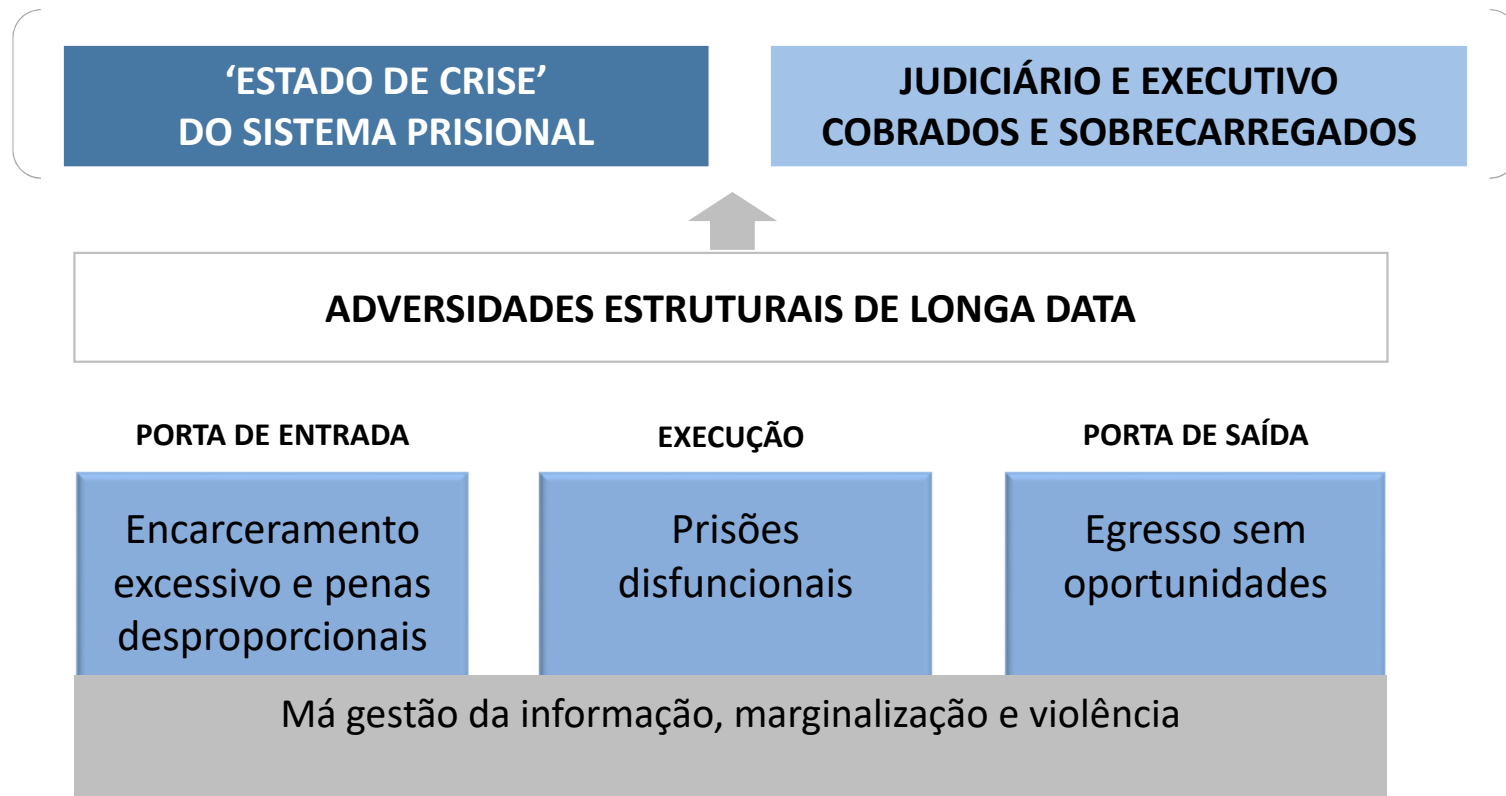 ‘ESTADO DE CRISE’
DO SISTEMA PRISIONAL
JUDICIÁRIO E EXECUTIVO
COBRADOS E SOBRECARREGADOS
ADVERSIDADES ESTRUTURAIS DE LONGA DATA
PORTA DE ENTRADA
Encarceramento
excessivo e penas
desproporcionais
EXECUÇÃO
Prisões
disfuncionais
PORTA DE SAÍDA
Egresso sem
oportunidades
Má gestão da informação, marginalização e violência